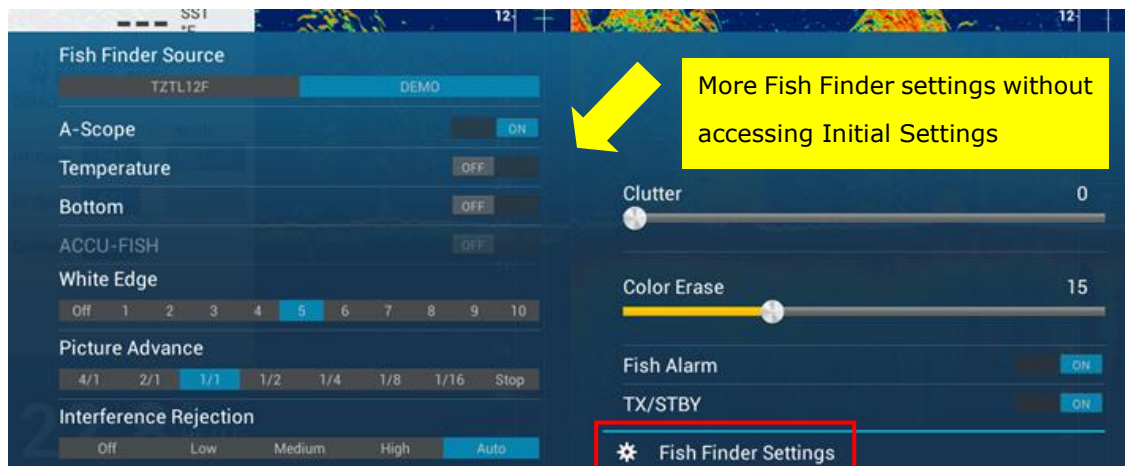 SST
°F
12
12
Fish Finder Source
TZTL12F DEMO
A-Scope ON
Temperature OFF
Bottom OFF
ACCU-FISH OFF
White Edge
Off 1 2 3 4 5 6 7 8 9 10
Picture Advance
4/1 2/1 1/1 1/2 1/4 1/8 1/16 Stop
Interference Rejection
Off Low Medium High Auto
More Fish Finder settings without
accessing Initial Settings
Clutter 0
Color Erase 15
Fish Alarm ON
TX/STBY ON
Fish Finder Settings